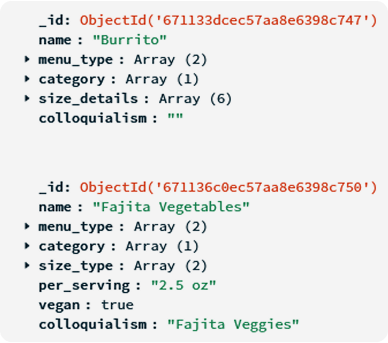 _id: ObjectId('671133dcec57aa8e6398c747')
name : "Burrito"
menu_type : Array (2)
category : Array (1)
size_details : Array (6)
colloquialism : ""
_id: ObjectId('671136c0ec57aa8e6398c750')
name : "Fajita Vegetables"
menu_type : Array (2)
category : Array (1)
size_type : Array (2)
per_serving : "2.5 oz"
vegan : true
colloquialism : "Fajita Veggies"